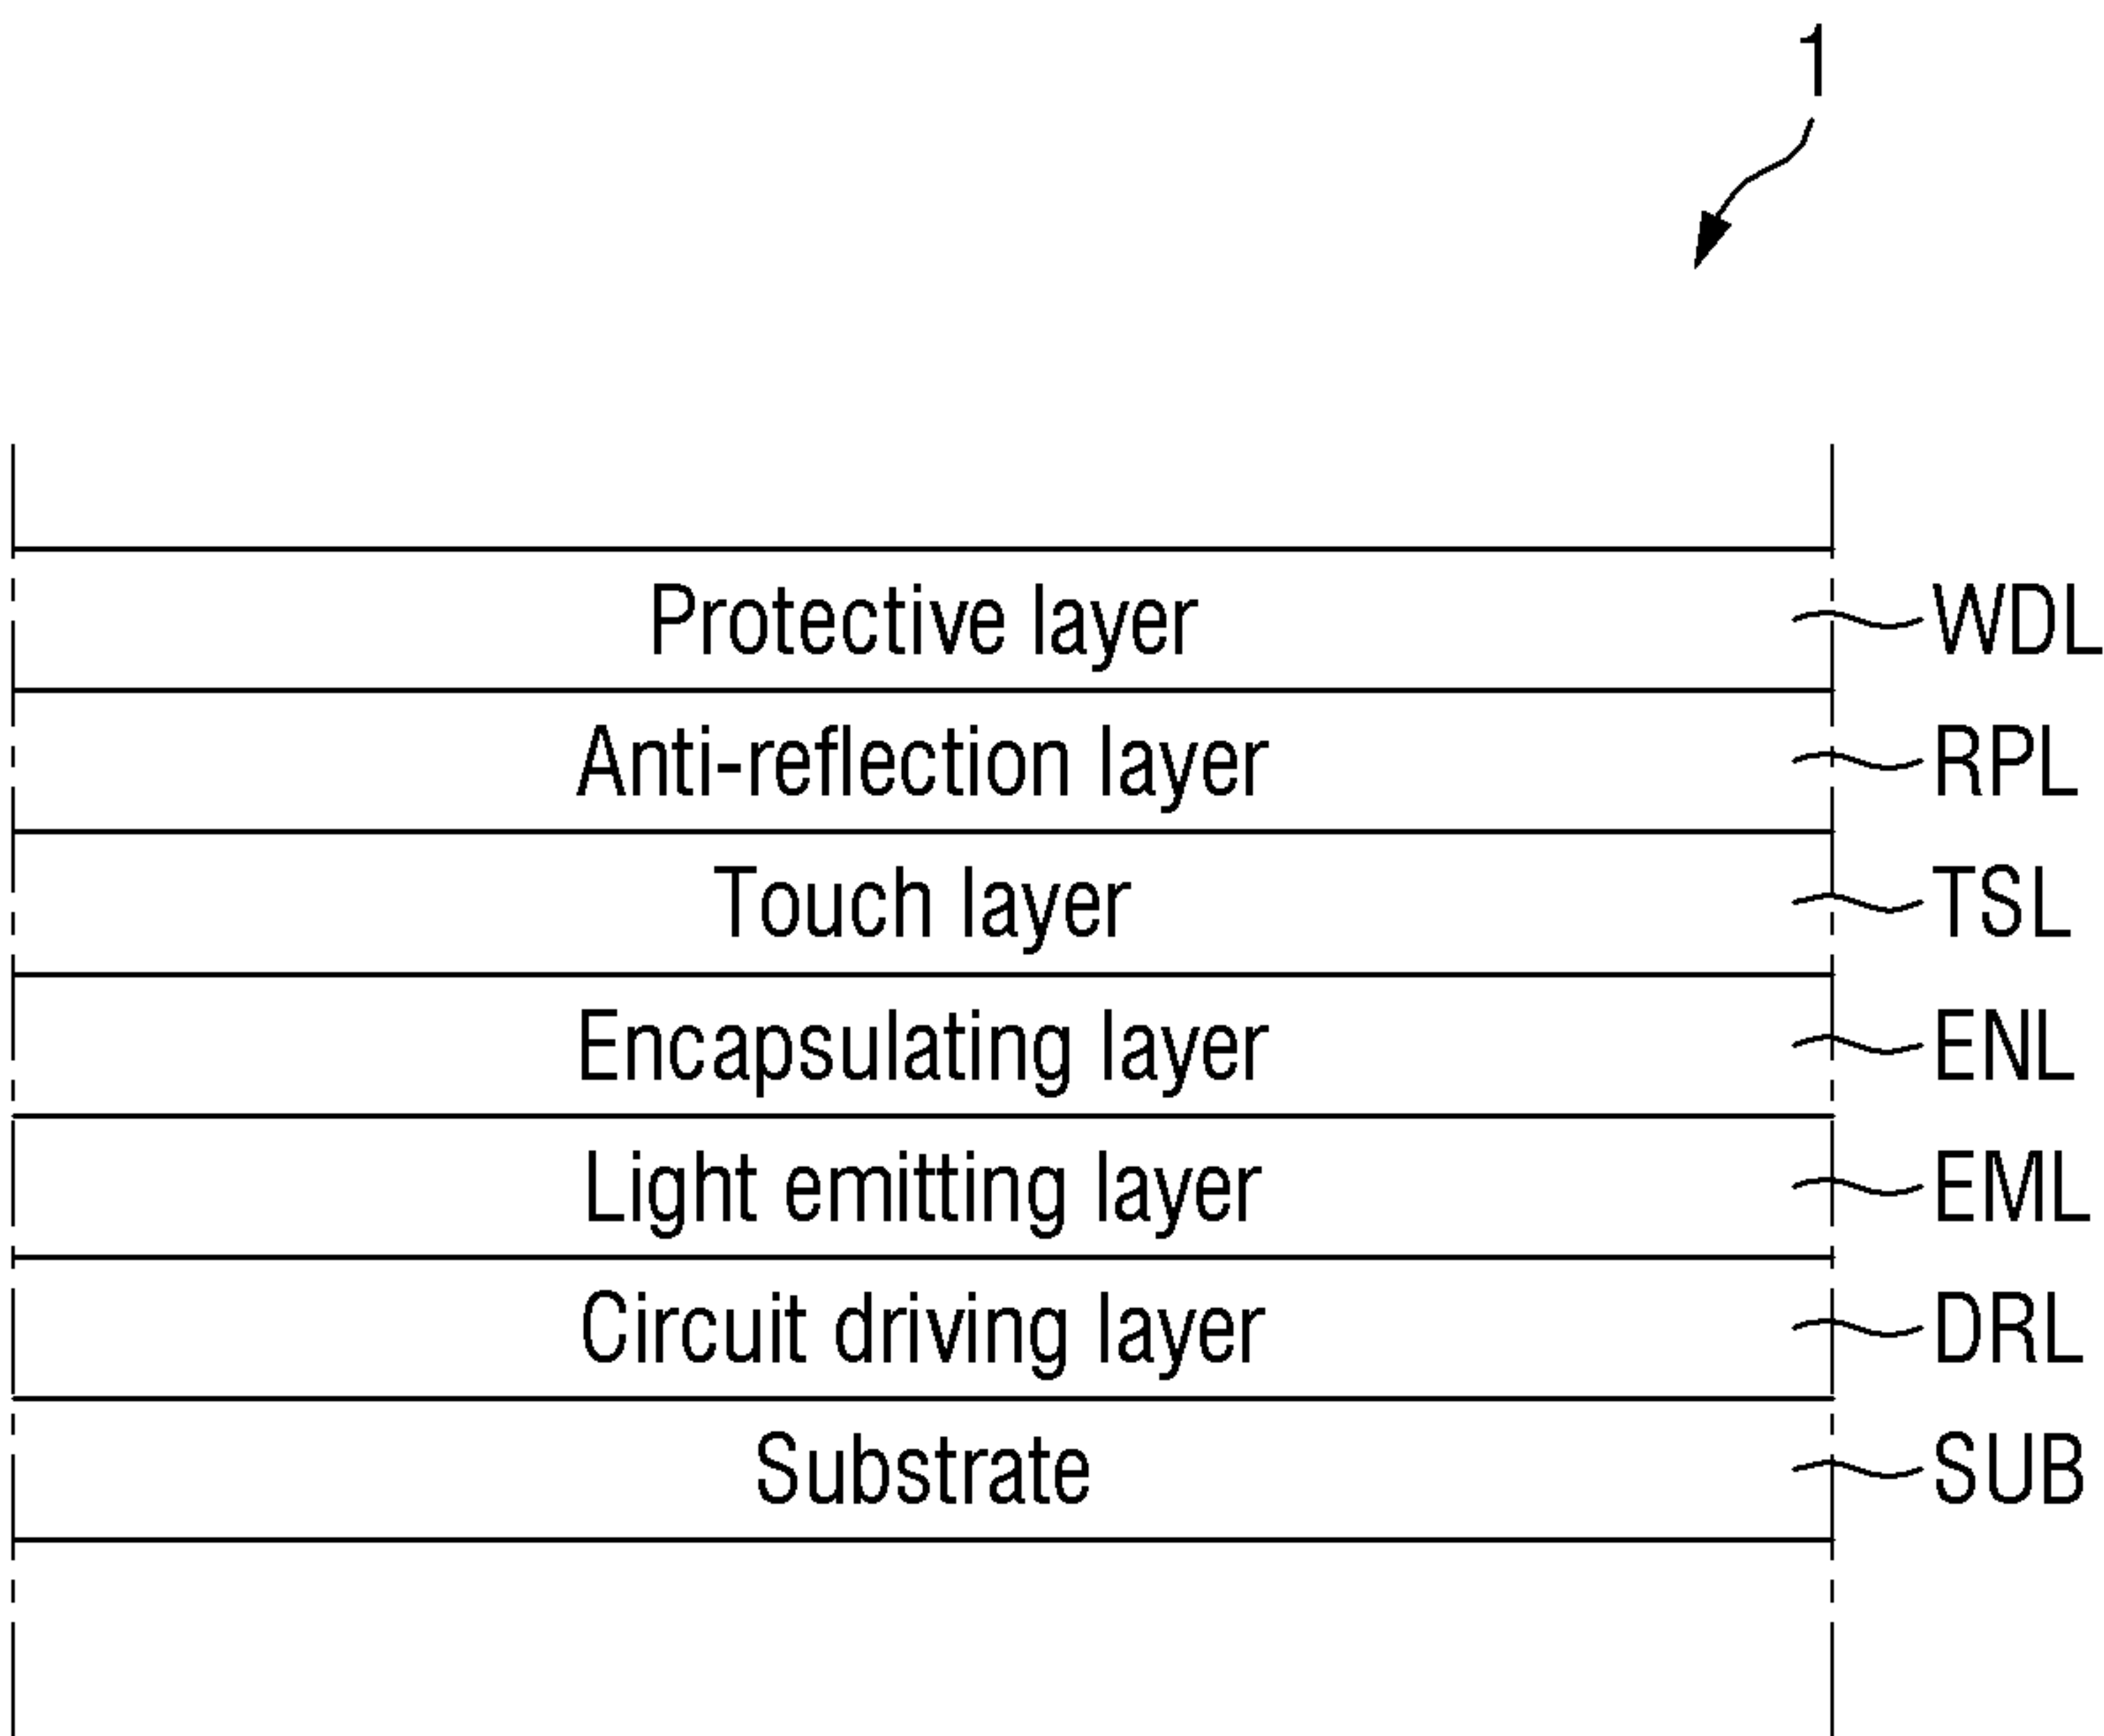 1
Protective layer WDL
Anti-reflection layer RPL
Touch layer TSL
Encapsulating layer ENL
Light emitting layer EML
Circuit driving layer DRL
Substrate SUB